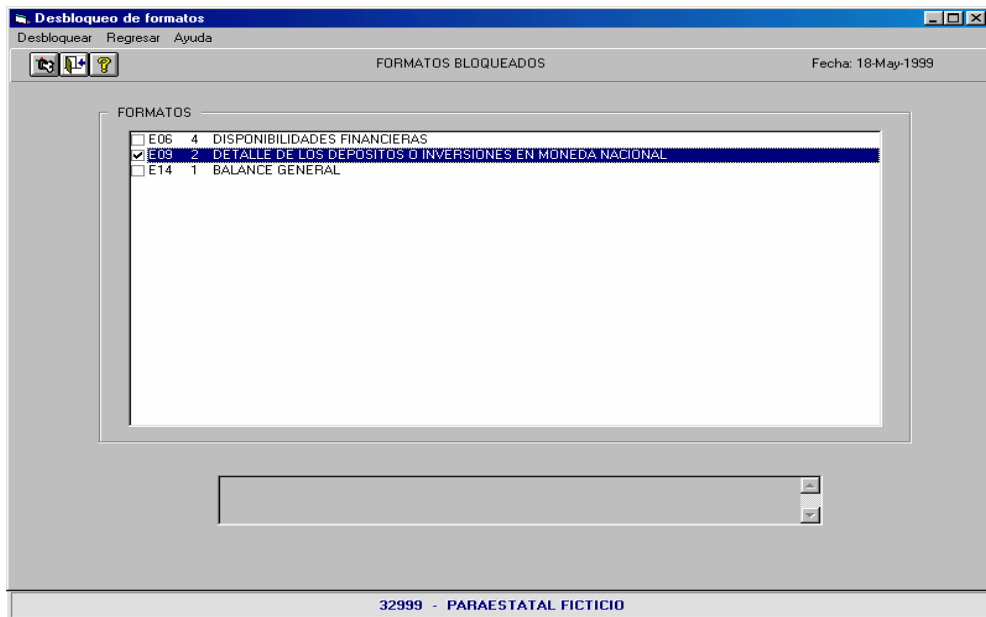 Desbloqueo de formatos
Desbloquear Regresar Ayuda
FORMATOS BLOQUEADOS Fecha: 18-May-1999
FORMATOS
E06 4 DISPONIBILIDADES FINANCIERAS
E09 2 DETALLE DE LOS DEPOSITOS O INVERSIONES EN MONEDA NACIONAL
E14 1 BALANCE GENERAL
32999 - PARAESTATAL FICTICIO